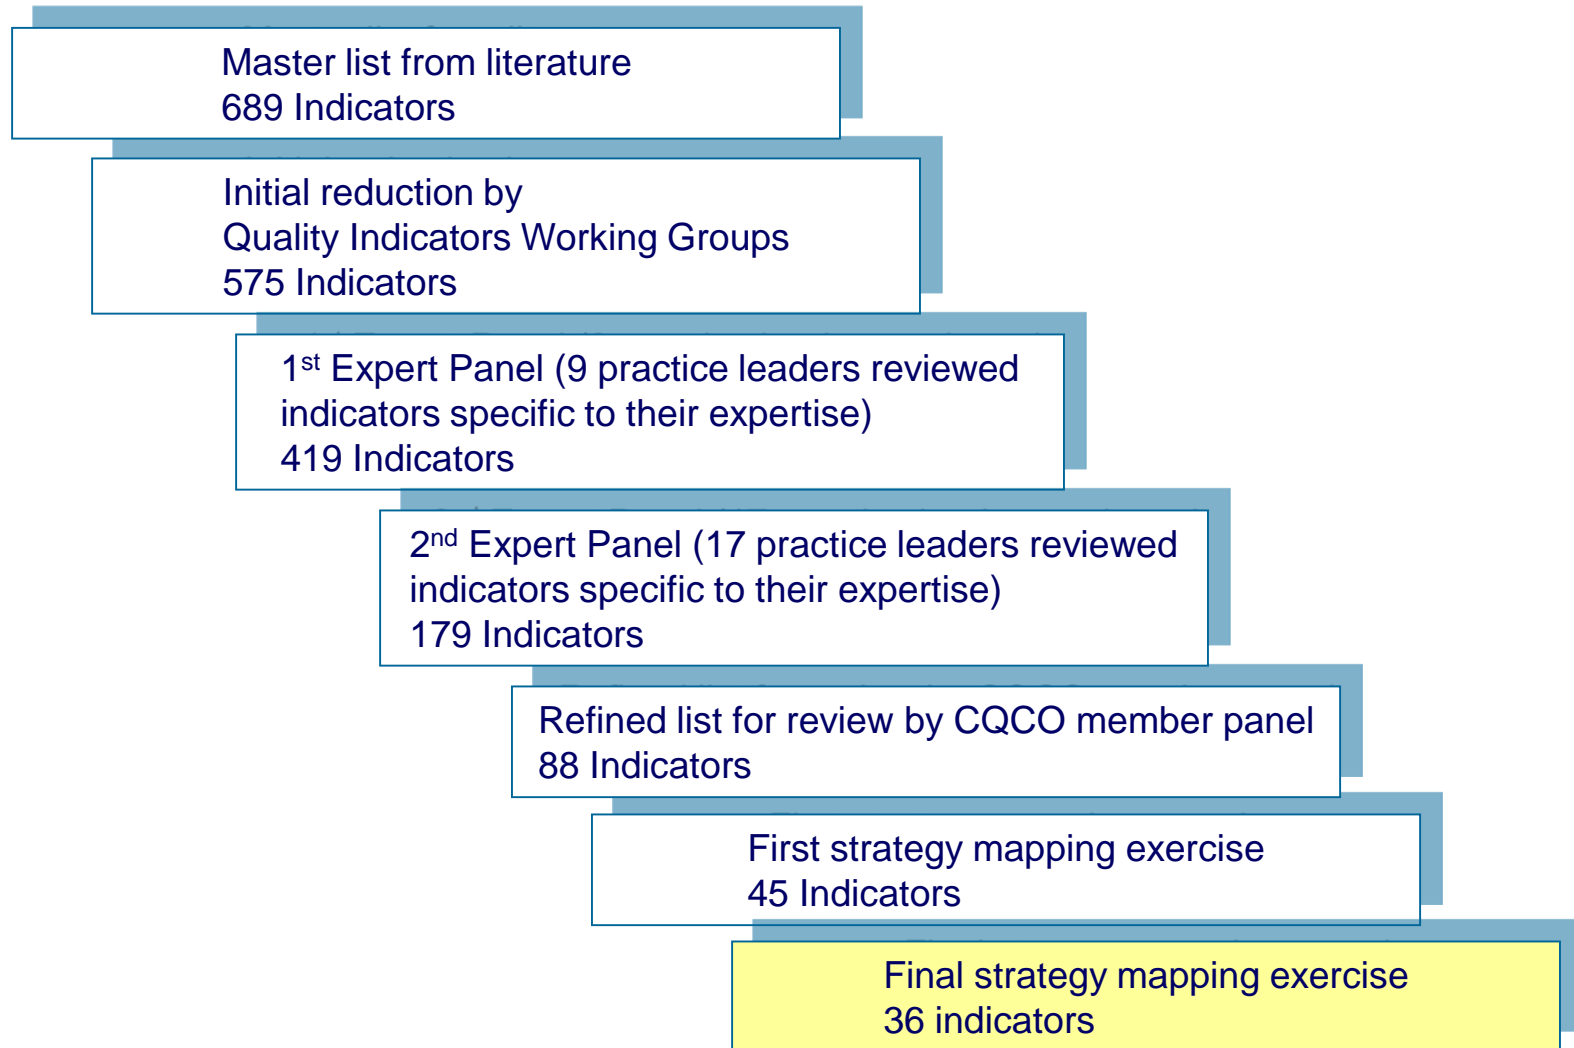 Master list from literature
689 Indicators
Initial reduction by
Quality Indicators Working Groups
575 Indicators
1st Expert Panel (9 practice leaders reviewed
indicators specific to their expertise)
419 Indicators
2nd Expert Panel (17 practice leaders reviewed
indicators specific to their expertise)
179 Indicators
Refined list for review by CQCO member panel
88 Indicators
First strategy mapping exercise
45 Indicators
Final strategy mapping exercise
36 indicators